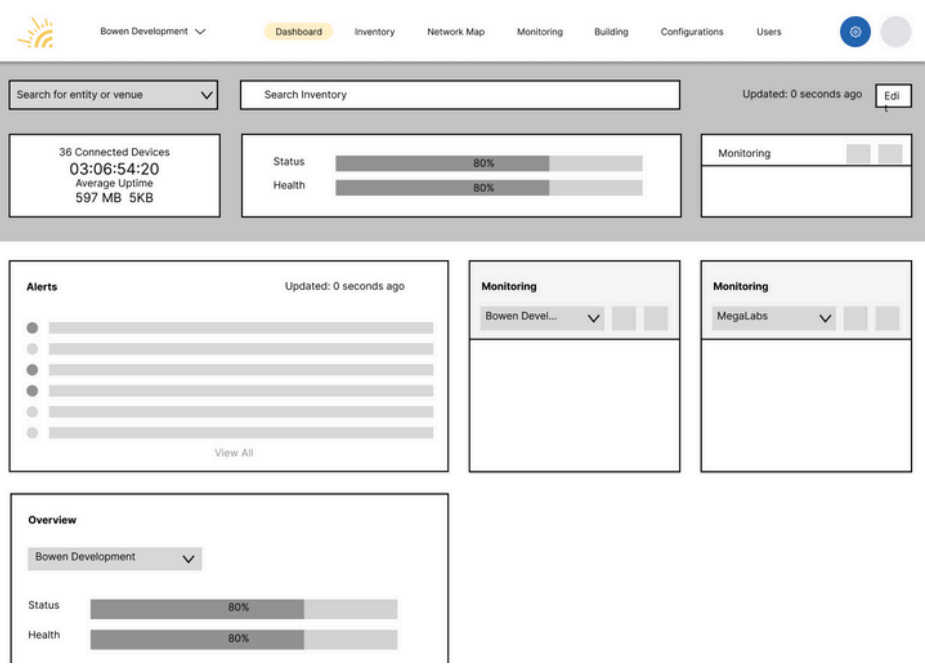 Bowen Development
Dashboard
Inventory
Network Map
Monitoring
Building
Configurations
Users
Search for entity or venue
Search Inventory
Updated: 0 seconds ago
Edi
t
36 Connected Devices
03:06:54:20
Average Uptime
597 MB 5KB
Status
80%
Health
80%
Monitoring
Alerts
Updated: 0 seconds ago
View All
Monitoring
Bowen Devel...
Monitoring
MegaLabs
Overview
Bowen Development
Status
80%
Health
80%